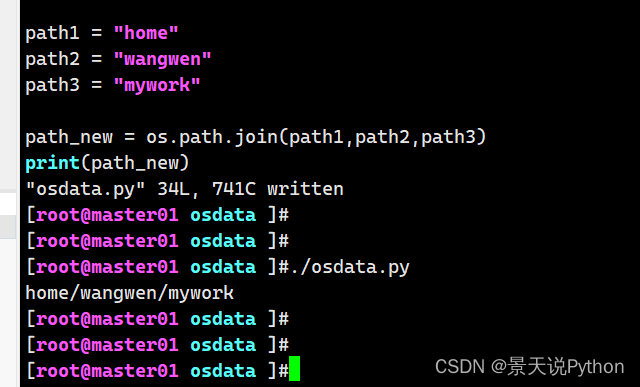 path1 = "home"
path2 = "wangwen"
path3 = "mywork"
path_new = os.path.join(path1,path2,path3)
print(path_new)
"osdata.py" 34L, 741C written
[root@master01 osdata ]#
[root@master01 osdata ]#
[root@master01 osdata ]#./osdata.py
home/wangwen/mywork
[root@master01 osdata ]#
[root@master01 osdata ]#
[root@master01 osdata ]#
CSDN @景天说Python